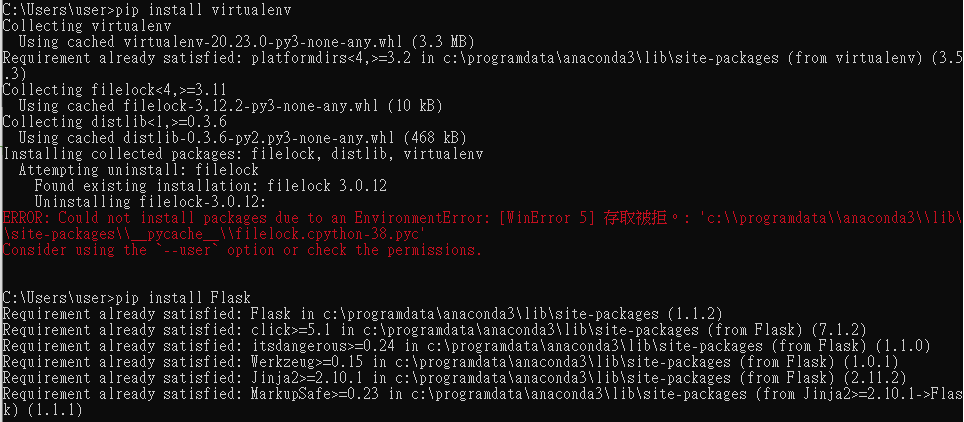 C:\Users\user>pip install virtualenv
Collecting virtualenv
  Using cached virtualenv-20.23.0-py3-none-any.whl (3.3 MB)
Requirement already satisfied: platformdirs<4,>=3.2 in c:\programdata\anaconda3\lib\site-packages (from virtualenv) (3.5
.3)
Collecting filelock<4,>=3.11
  Using cached filelock-3.12.2-py3-none-any.whl (10 kB)
Collecting distlib<1,>=0.3.6
  Using cached distlib-0.3.6-py2.py3-none-any.whl (468 kB)
Installing collected packages: filelock, distlib, virtualenv
  Attempting uninstall: filelock
    Found existing installation: filelock 3.0.12
    Uninstalling filelock-3.0.12:
ERROR: Could not install packages due to an EnvironmentError: [WinError 5] 存取被拒。: 'c:\\programdata\\anaconda3\\lib\
\site-packages\\__pycache__\\filelock.cpython-38.pyc'
Consider using the `--user` option or check the permissions.
C:\Users\user>pip install Flask
Requirement already satisfied: Flask in c:\programdata\anaconda3\lib\site-packages (1.1.2)
Requirement already satisfied: click>=5.1 in c:\programdata\anaconda3\lib\site-packages (from Flask) (7.1.2)
Requirement already satisfied: itsdangerous>=0.24 in c:\programdata\anaconda3\lib\site-packages (from Flask) (1.1.0)
Requirement already satisfied: Werkzeug>=0.15 in c:\programdata\anaconda3\lib\site-packages (from Flask) (1.0.1)
Requirement already satisfied: Jinja2>=2.10.1 in c:\programdata\anaconda3\lib\site-packages (from Flask) (2.11.2)
Requirement already satisfied: MarkupSafe>=0.23 in c:\programdata\anaconda3\lib\site-packages (from Jinja2>=2.10.1->Flas
k) (1.1.1)